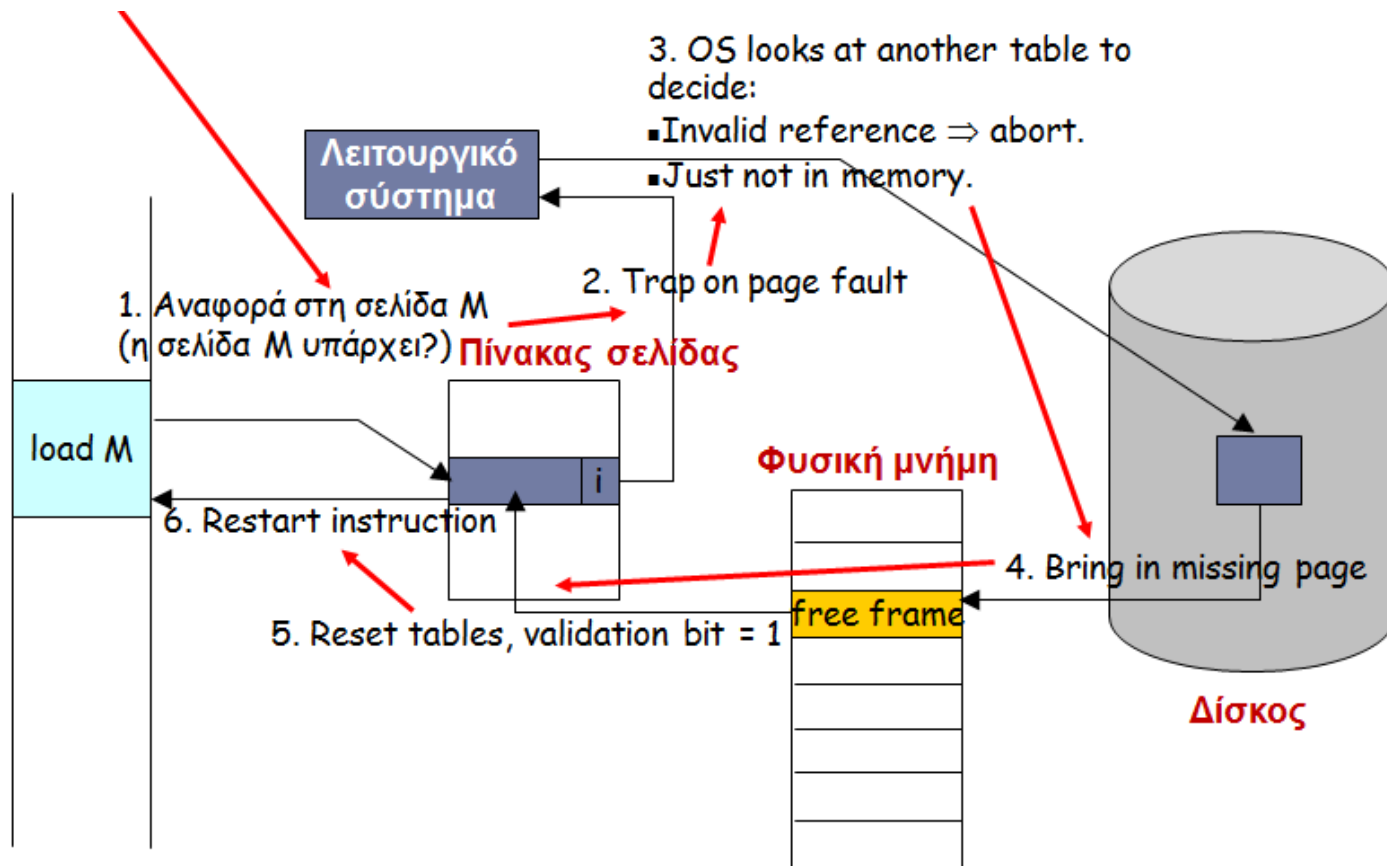 3. OS looks at another table to
decide:
▪Invalid reference ⇒ abort.
▪Just not in memory.
Λειτουργικό
σύστημα
2. Trap on page fault
1. Αναφορά στη σελίδα M
(η σελίδα M υπάρχει?)
Πίνακας σελίδας
load M
i
Φυσική μνήμη
6. Restart instruction
4. Bring in missing page
free frame
5. Reset tables, validation bit = 1
Δίσκος